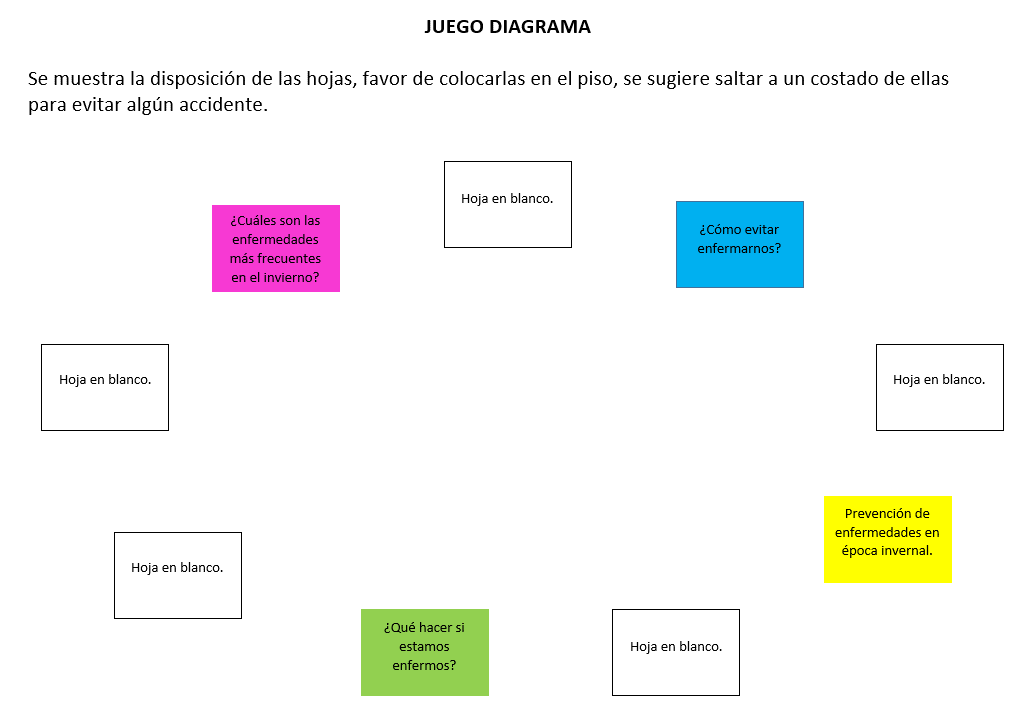 JUEGO DIAGRAMA
Se muestra la disposición de las hojas, favor de colocarlas en el piso, se sugiere saltar a un costado de ellas
para evitar algún accidente.
Hoja en blanco.
¿Cuáles son las
enfermedades
más frecuentes
en el invierno?
¿Cómo evitar
enfermarnos?
Hoja en blanco.
Hoja en blanco.
Prevención de
enfermedades en
época invernal.
Hoja en blanco.
¿Qué hacer si
estamos
enfermos?
Hoja en blanco.